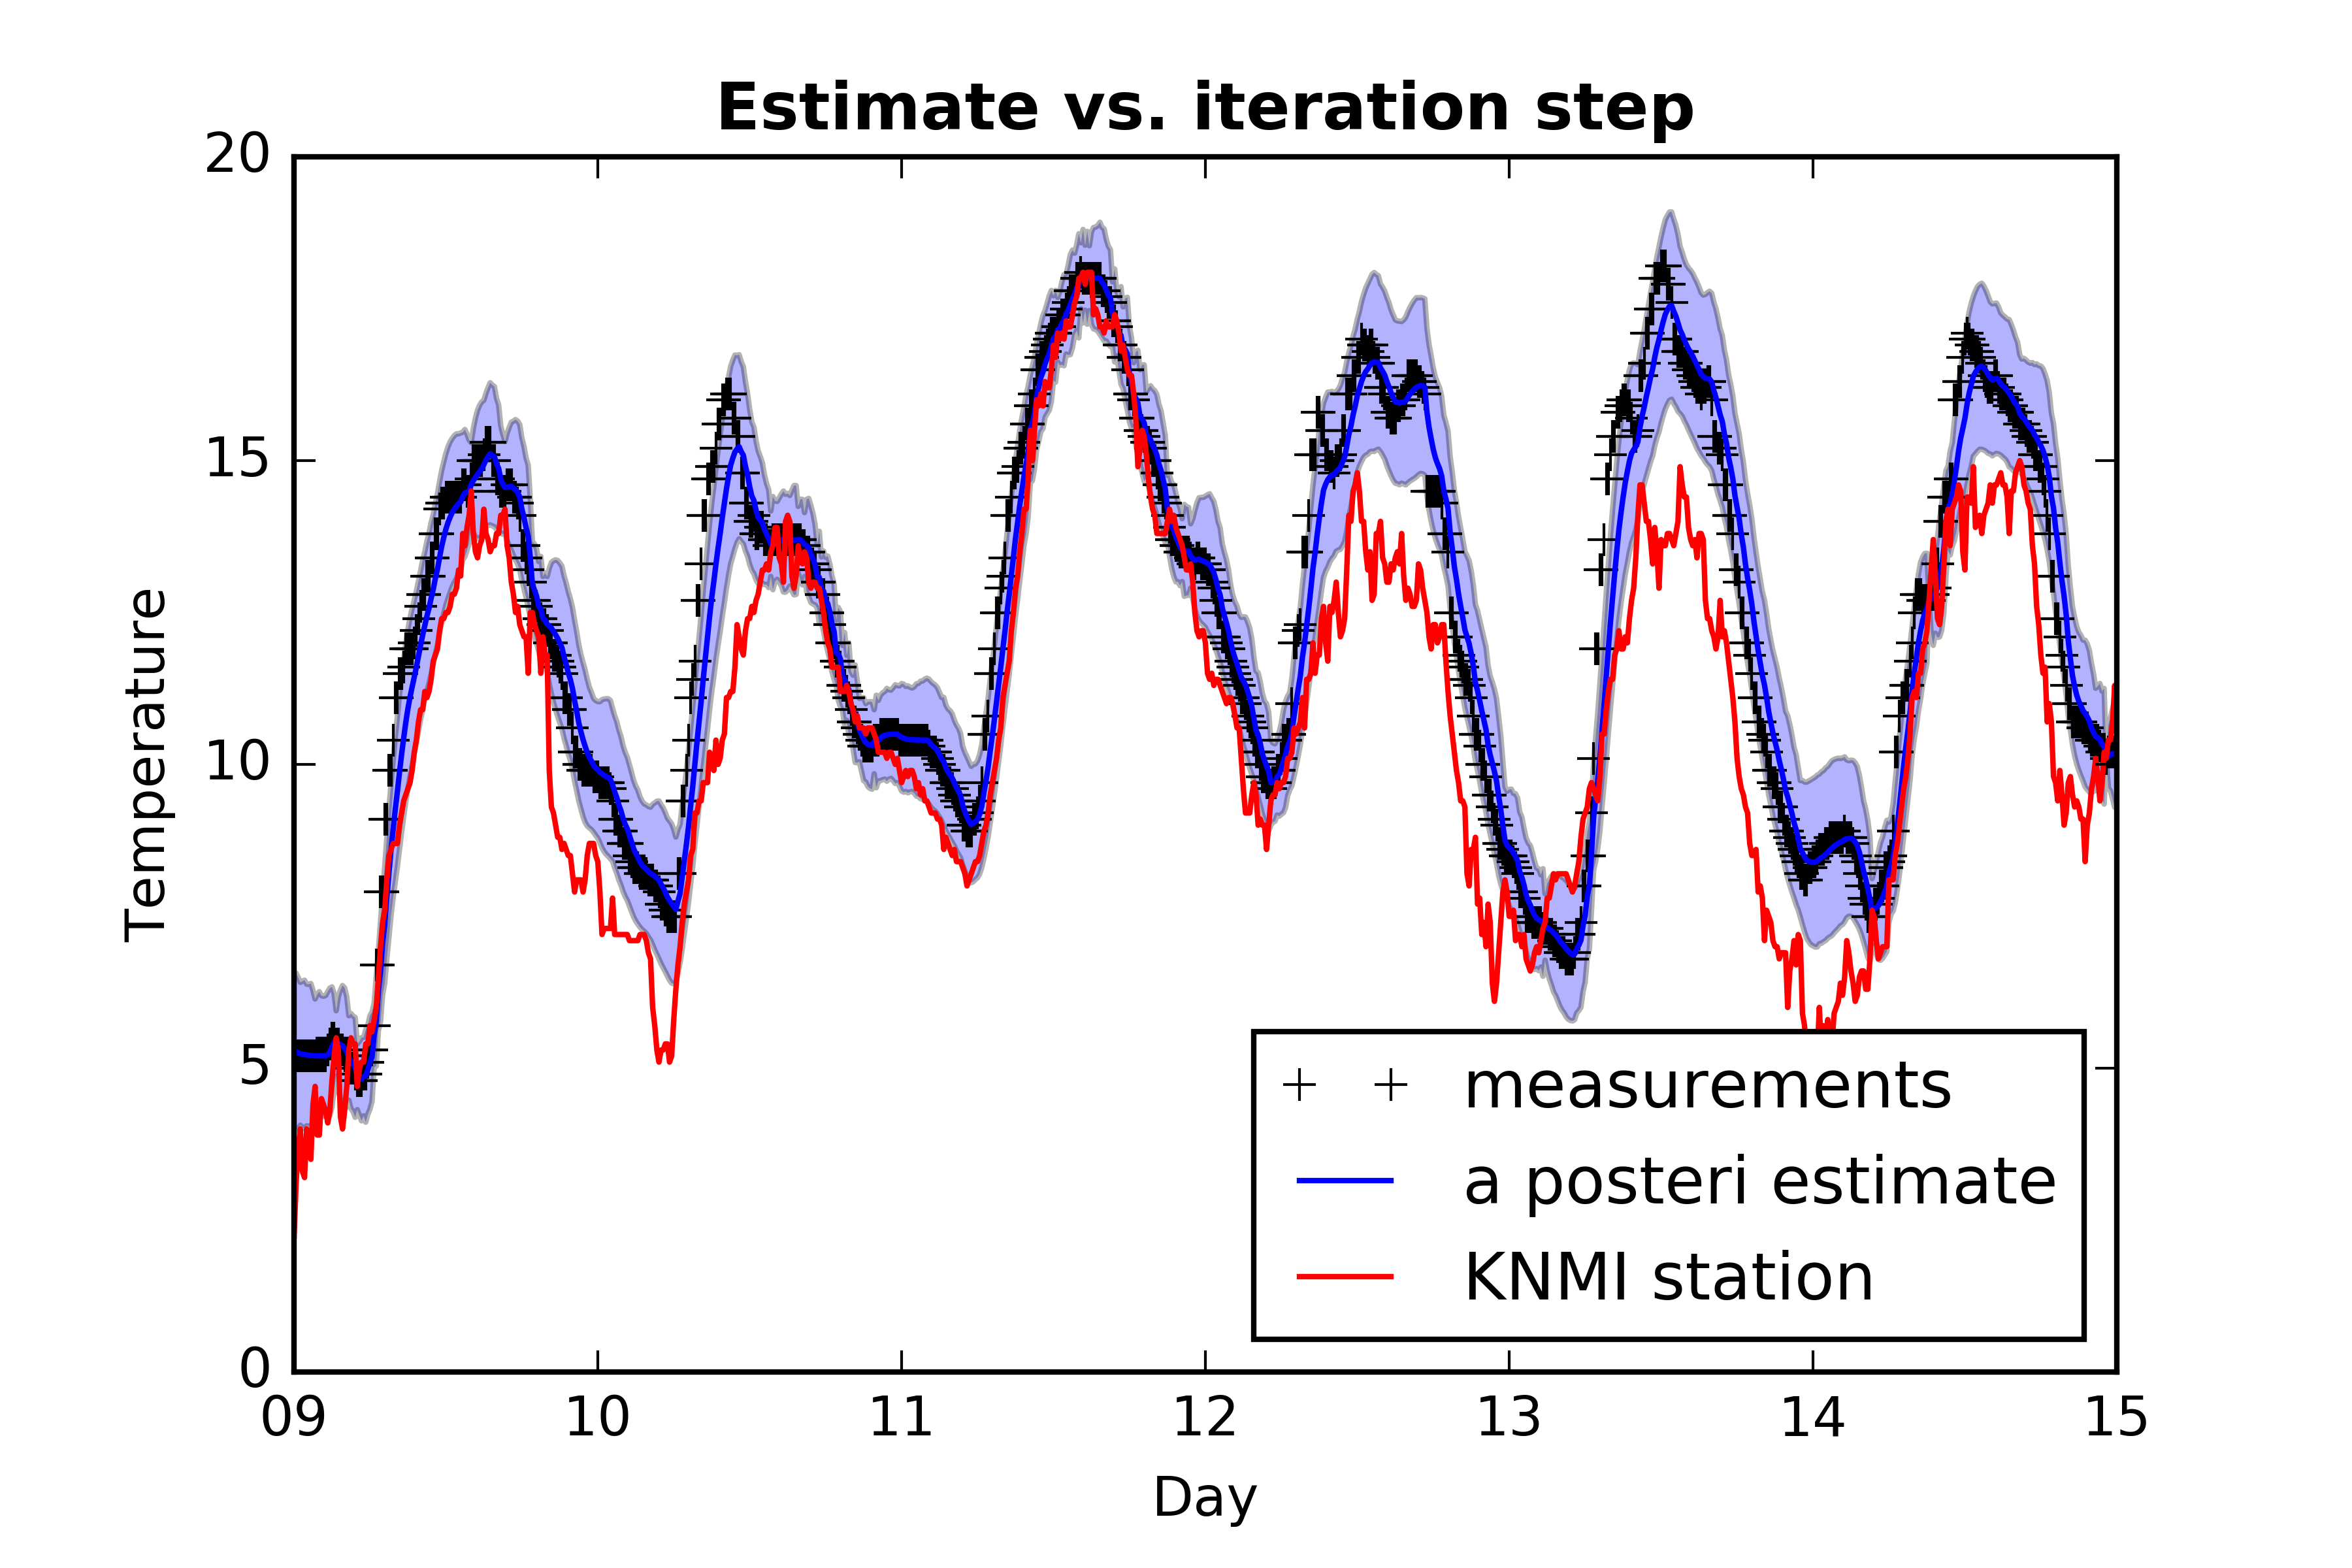 Estimate vs. iteration step
20
15
10
5
0
Temperature
09 10 11 12 13 14 15
Day
measurements
a posteri estimate
KNMI station